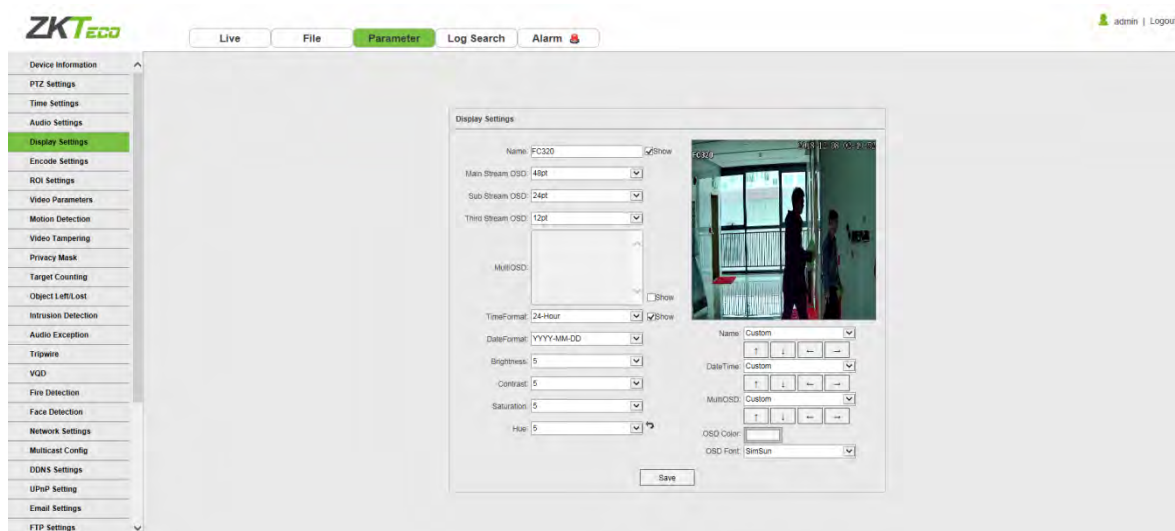 ZKTECO
admin | Logout
Live File Parameter Log Search Alarm
Device Information
PTZ Settings
Time Settings
Audio Settings
Display Settings
Encode Settings
ROI Settings
Video Parameters
Motion Detection
Video Tampering
Privacy Mask
Target Counting
Object Left/Lost
Intrusion Detection
Audio Exception
Tripwire
VQD
Fire Detection
Face Detection
Network Settings
Multicast Config
DDNS Settings
UPnP Setting
Email Settings
FTP Settings
Display Settings
Name: FC320 Show
Main Stream OSD: 48pt
Sub Stream OSD: 24pt
Third Stream OSD: 12pt
MultiOSD: Show
TimeFormat: 24-Hour Show
DateFormat: YYYY-MM-DD
Brightness: 5
Contrast: 5
Saturation: 5
Hue: 5
FC320
Name: Custom
↑ ↓ ← →
DateTime: Custom
↑ ↓ ← →
MultiOSD: Custom
↑ ↓ ← →
OSD Color:
OSD Font: SimSun
Save